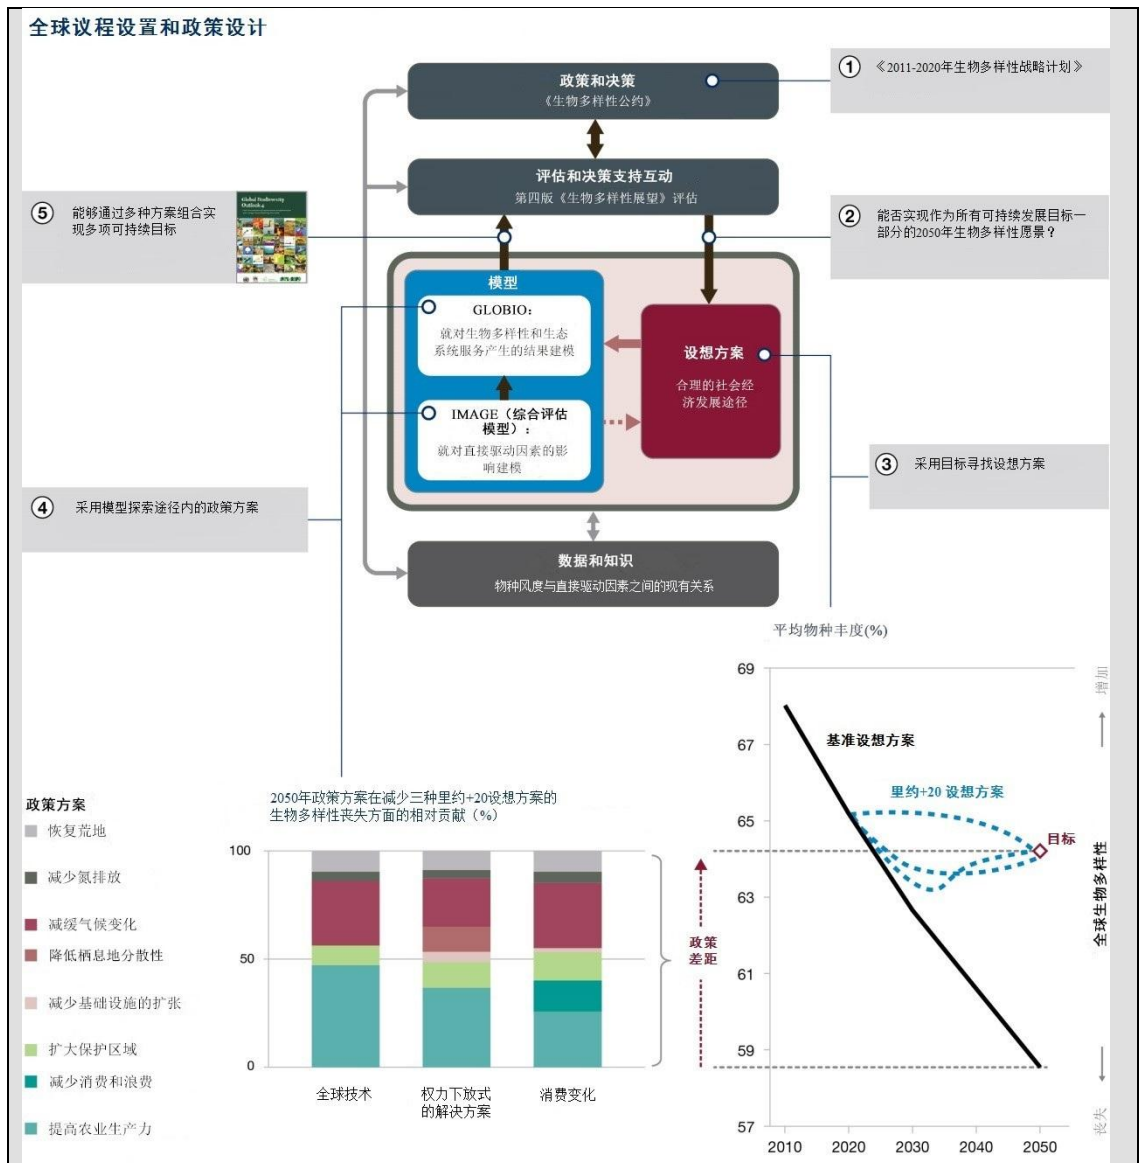 全球议程设置和政策设计
政策和决策
《生物多样性公约》
① 《2011-2020年生物多样性战略计划》
评估和决策支持互动
第四版《生物多样性展望》评估
⑤ 能够通过多种方案组合实
现多项可持续目标
Global Biodiversity
Outlook 4
② 能否实现作为所有可持续发展目标一
部分的2050年生物多样性愿景？
模型
GLOBIO：
就对生物多样性和生态
系统服务产生的结果建模
设想方案
合理的社会经
济发展途径
IMAGE（综合评估
模型）：
就对直接驱动因素的影
响建模
③ 采用目标寻找设想方案
④ 采用模型探索途径内的政策方案
数据和知识
物种风度与直接驱动因素之间的现有关系
平均物种丰度(%)
69
67
65
63
61
59
57
2010
2020
2030
2040
2050
基准设想方案
里约+20 设想方案
目标
增加
全球生物多样性
丧失
政策
差距
2050年政策方案在减少三种里约+20设想方案的
生物多样性丧失方面的相对贡献（%）
100
50
0
全球技术
权力下放式
的解决方案
消费变化
政策方案
恢复荒地
减少氮排放
减缓气候变化
降低栖息地分散性
减少基础设施的扩张
扩大保护区域
减少消费和浪费
提高农业生产力